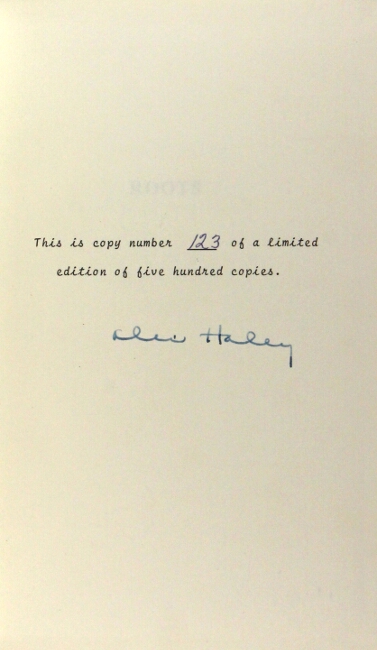 This is copy number 123 of a limited
edition of five hundred copies.
Alex Haley